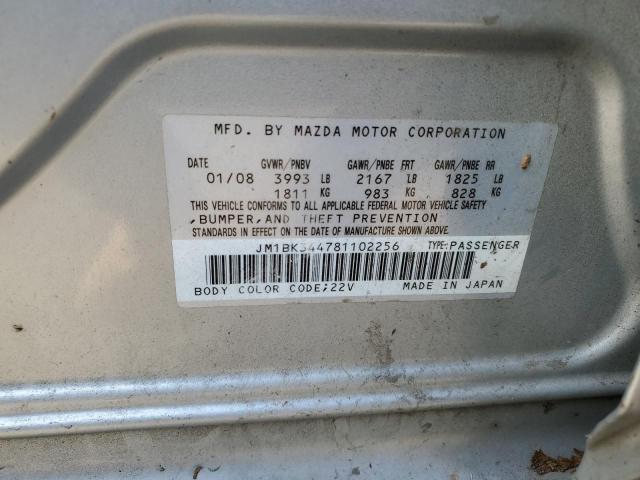 MFD. BY MAZDA MOTOR CORPORATION
DATE GVWR/PNBV GAWR/PNBE FRT GAWR/PNBE RR
01/08 3993 LB 2167 LB 1825 LB
1811 KG 983 KG 828 KG
THIS VEHICLE CONFORMS TO ALL APPLICABLE FEDERAL MOTOR VEHICLE SAFETY
,BUMPER,AND THEFT PREVENTION
STANDARDS IN EFFECT ON THE DATE OF MANUFACTURE SHOWN ABOVE.
JM1BK344781102256 TYPE:PASSENGER
BODY COLOR CODE;22V MADE IN JAPAN